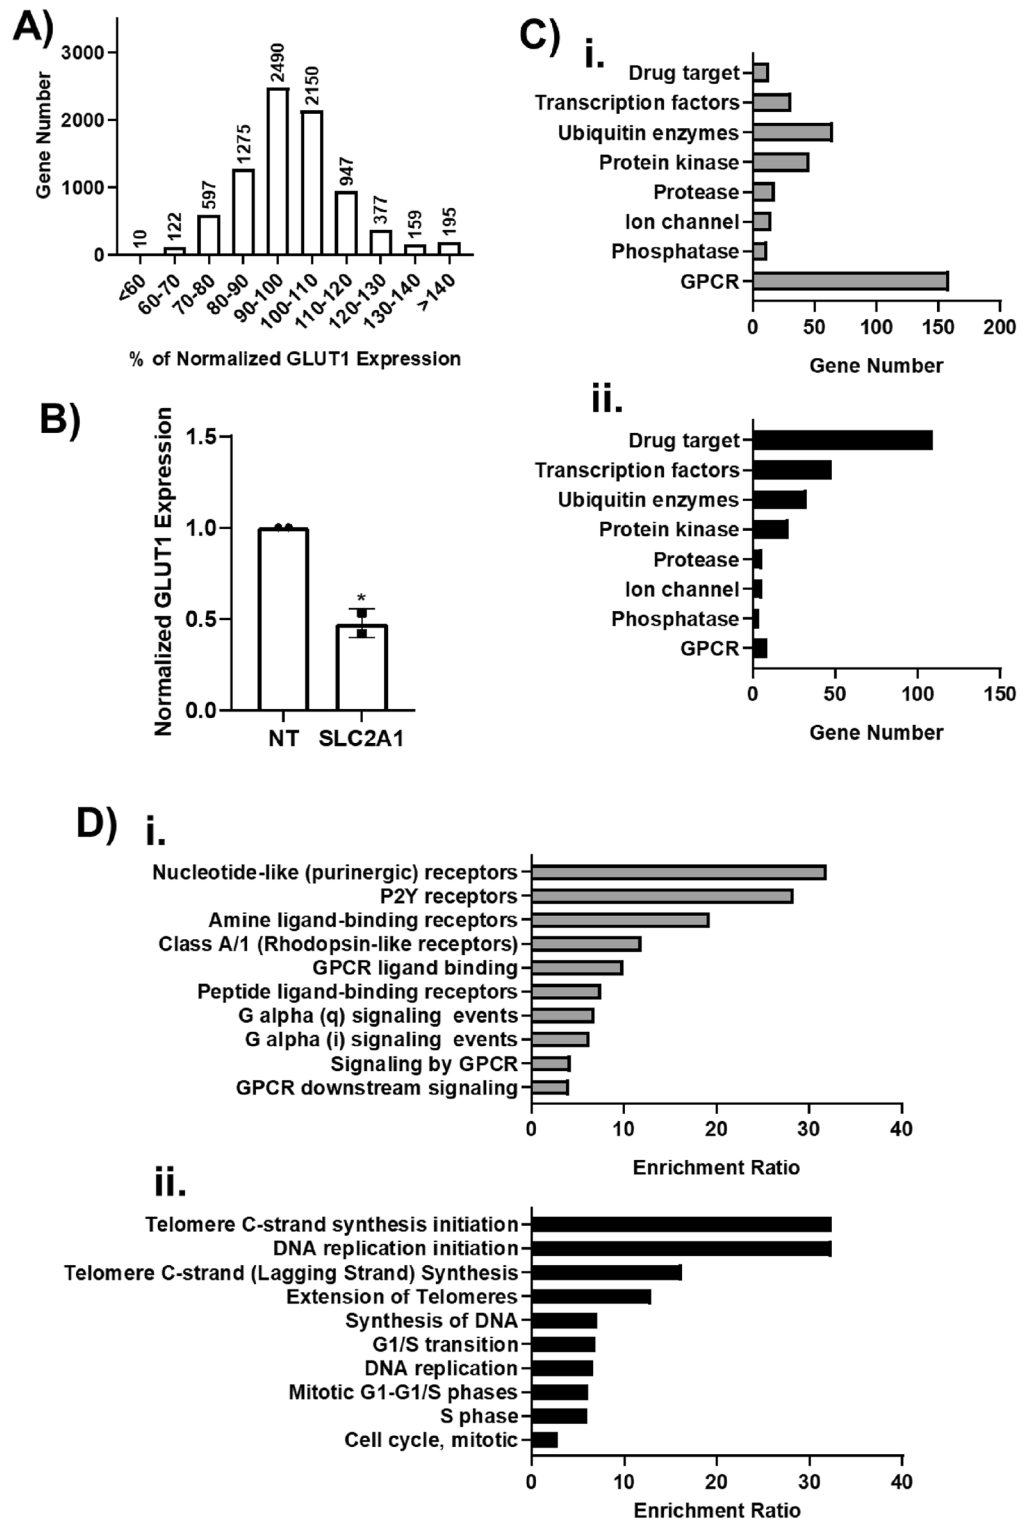 A)
Gene Number
3000
2000
1000
0
10
122
597
1275
2490
2150
947
377
159
195
<60
60-70
70-80
80-90
90-100
100-110
110-120
120-130
130-140
>140
% of Normalized GLUT1 Expression
B)
Normalized GLUT1 Expression
1.5
1.0
0.5
0.0
*
NT SLC2A1
C)
i.
Drug target
Transcription factors
Ubiquitin enzymes
Protein kinase
Protease
Ion channel
Phosphatase
GPCR
0 50 100 150 200
Gene Number
ii.
Drug target
Transcription factors
Ubiquitin enzymes
Protein kinase
Protease
Ion channel
Phosphatase
GPCR
0 50 100 150
Gene Number
D)
i.
Nucleotide-like (purinergic) receptors
P2Y receptors
Amine ligand-binding receptors
Class A/1 (Rhodopsin-like receptors)
GPCR ligand binding
Peptide ligand-binding receptors
G alpha (q) signaling events
G alpha (i) signaling events
Signaling by GPCR
GPCR downstream signaling
0 10 20 30 40
Enrichment Ratio
ii.
Telomere C-strand synthesis initiation
DNA replication initiation
Telomere C-strand (Lagging Strand) Synthesis
Extension of Telomeres
Synthesis of DNA
G1/S transition
DNA replication
Mitotic G1-G1/S phases
S phase
Cell cycle, mitotic
0 10 20 30 40
Enrichment Ratio